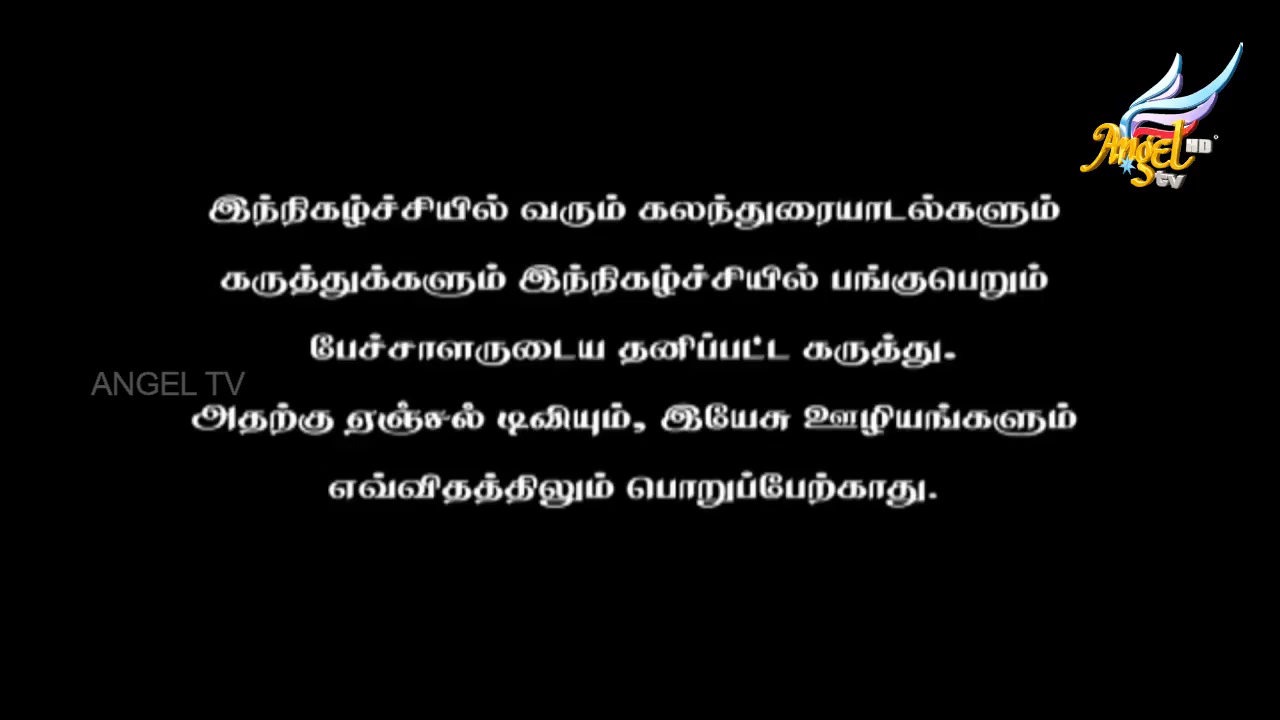 Angel HD
tv
இந்நிகழ்ச்சியில் வரும் கலந்துரையாடல்களும்
கருத்துக்களும் இந்நிகழ்ச்சியில் பங்குபெறும்
பேச்சாளருடைய தனிப்பட்ட கருத்து.
ANGEL TV
அதற்கு ஏஞ்சல் டிவியும், இயேசு ஊழியங்களும்
எவ்விதத்திலும் பொறுப்பேற்காது.